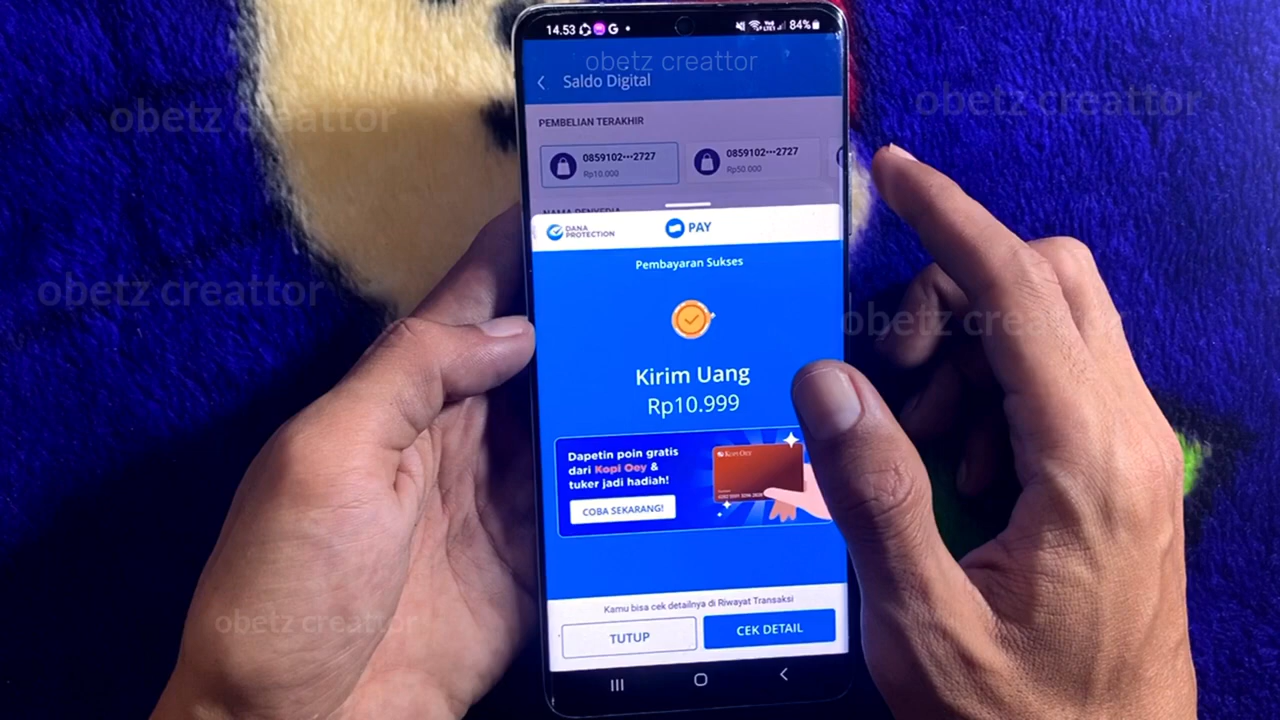 14.53 G
84%
obetz creattor
Saldo Digital
PEMBELIAN TERAKHIR
0859102•••2727
Rp10.000
0859102•••2727
Rp50.000
NAMA PENYEDIA
DANA
PROTECTION
PAY
Pembayaran Sukses
Kirim Uang
Rp10.999
Dapetin poin gratis
dari Kopi Oey &
tuker jadi hadiah!
COBA SEKARANG!
Kopi Oey
Kamu bisa cek detailnya di Riwayat Transaksi
TUTUP
CEK DETAIL
obetz creattor
obetz creattor
obetz creattor
obetz creattor
obetz creattor